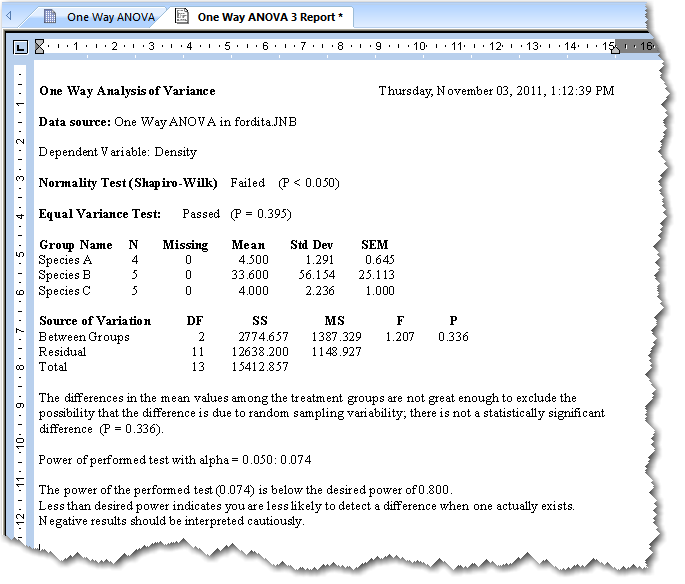 One Way ANOVA
One Way ANOVA 3 Report *
1 2 3 4 5 6 7 8 9 10 11 12 13 14 15 16
One Way Analysis of Variance Thursday, November 03, 2011, 1:12:39 PM
Data source: One Way ANOVA in fordita.JNB
Dependent Variable: Density
Normality Test (Shapiro-Wilk) Failed (P < 0.050)
Equal Variance Test: Passed (P = 0.395)
Group Name N Missing Mean Std Dev SEM
Species A 4 0 4.500 1.291 0.645
Species B 5 0 33.600 56.154 25.113
Species C 5 0 4.000 2.236 1.000
Source of Variation DF SS MS F P
Between Groups 2 2774.657 1387.329 1.207 0.336
Residual 11 12638.200 1148.927
Total 13 15412.857
The differences in the mean values among the treatment groups are not great enough to exclude the
possibility that the difference is due to random sampling variability; there is not a statistically significant
difference (P = 0.336).
Power of performed test with alpha = 0.050: 0.074
The power of the performed test (0.074) is below the desired power of 0.800.
Less than desired power indicates you are less likely to detect a difference when one actually exists.
Negative results should be interpreted cautiously.
1
2
3
4
5
6
7
8
9
10
11
12